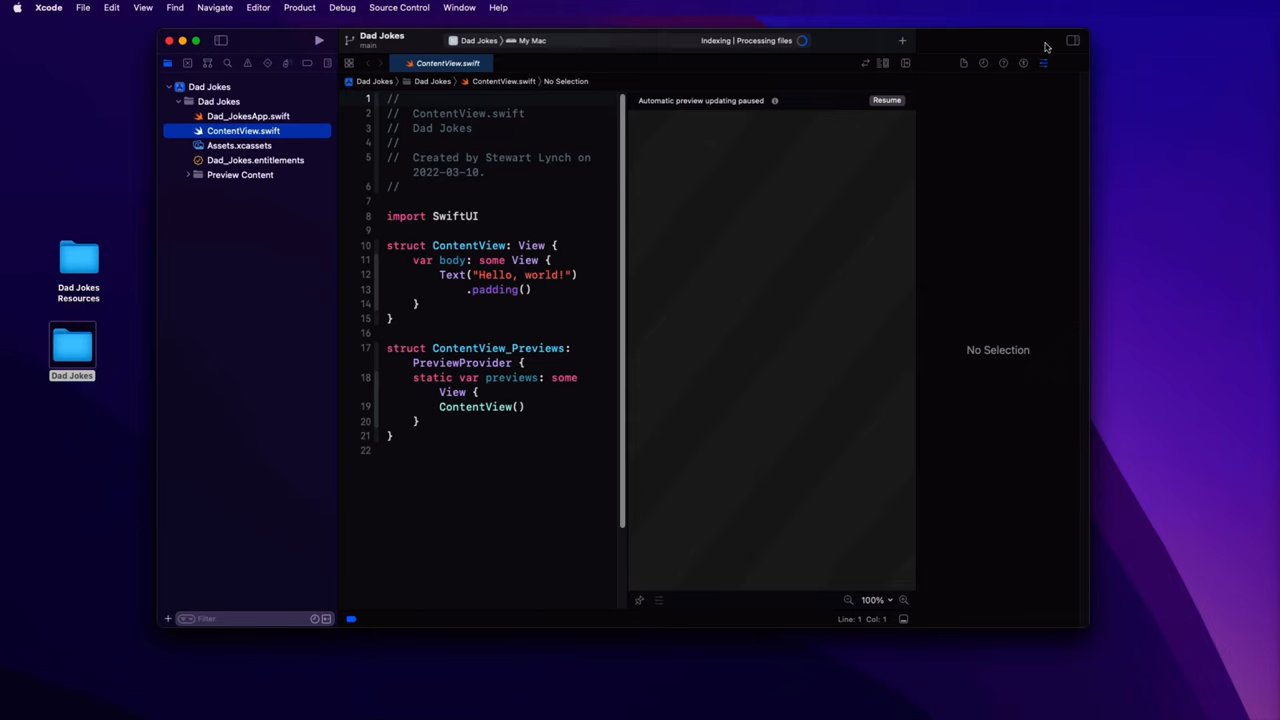 Xcode File Edit View Find Navigate Editor Product Debug Source Control Window Help
Dad Jokes
main
Dad Jokes 〉 My Mac
Indexing | Processing files
ContentView.swift
Dad Jokes
Dad Jokes
Dad_JokesApp.swift
ContentView.swift
Assets.xcassets
Dad_Jokes.entitlements
Preview Content
Filter
Dad Jokes 〉 Dad Jokes 〉 ContentView.swift 〉 No Selection
1 //
2 //  ContentView.swift
3 //  Dad Jokes
4 //
5 //  Created by Stewart Lynch on
2022-03-10.
6 //
7
8 import SwiftUI
9
10 struct ContentView: View {
11 var body: some View {
12 Text("Hello, world!")
13 .padding()
14 }
15 }
16
17 struct ContentView_Previews:
PreviewProvider {
18 static var previews: some
View {
19 ContentView()
20 }
21 }
22
Automatic preview updating paused
Resume
No Selection
100%
Line: 1 Col: 1
Dad Jokes
Resources
Dad Jokes